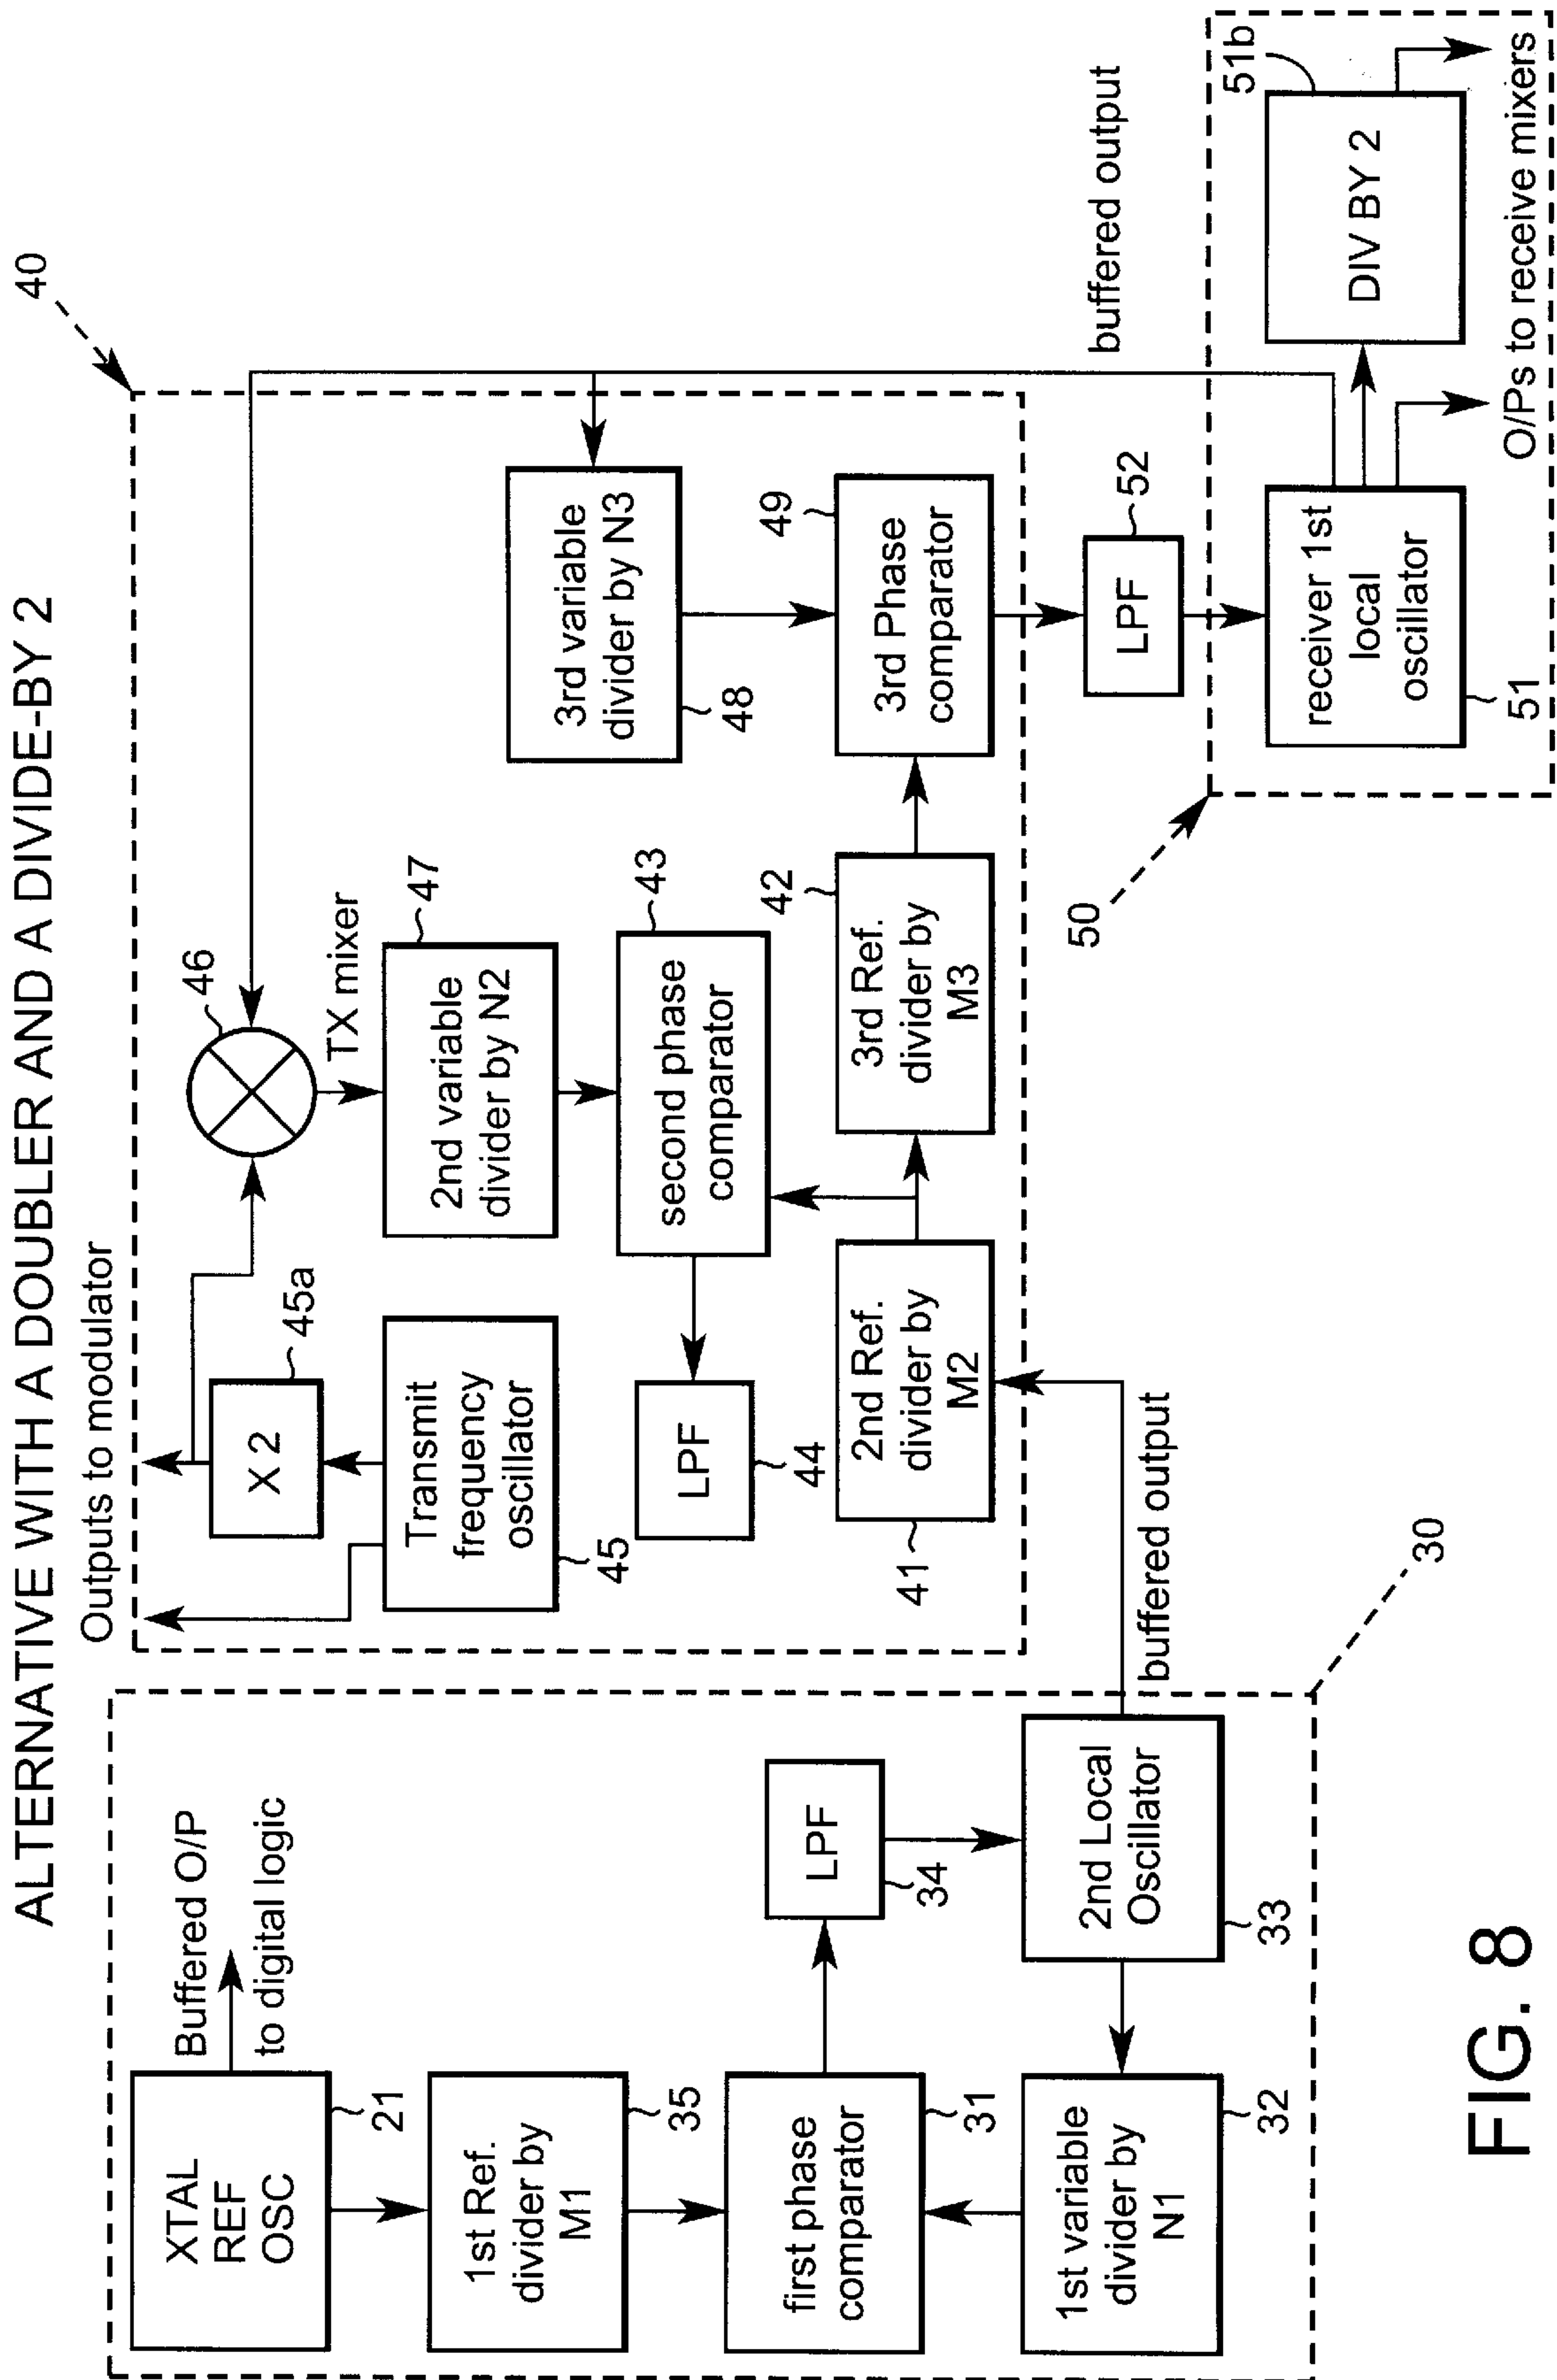 ALTERNATIVE WITH A DOUBLER AND A DIVIDE-BY 2
XTAL
REF
OSC
21
Buffered O/P
to digital logic
1st Ref.
divider by
M1
35
first phase
comparator
31
1st variable
divider by
N1
32
LPF
34
2nd Local
Oscillator
33
30
buffered output
Outputs to modulator
40
X 2
45a
Transmit
frequency
oscillator
45
46
TX mixer
2nd variable
divider by N2
47
second phase
comparator
43
LPF
44
2nd Ref.
divider by
M2
41
3rd Ref.
divider by
M3
42
3rd variable
divider by N3
48
3rd Phase
comparator
49
LPF
52
buffered output
50
receiver 1st
local
oscillator
51
DIV BY 2
51b
O/Ps to receive mixers
FIG. 8